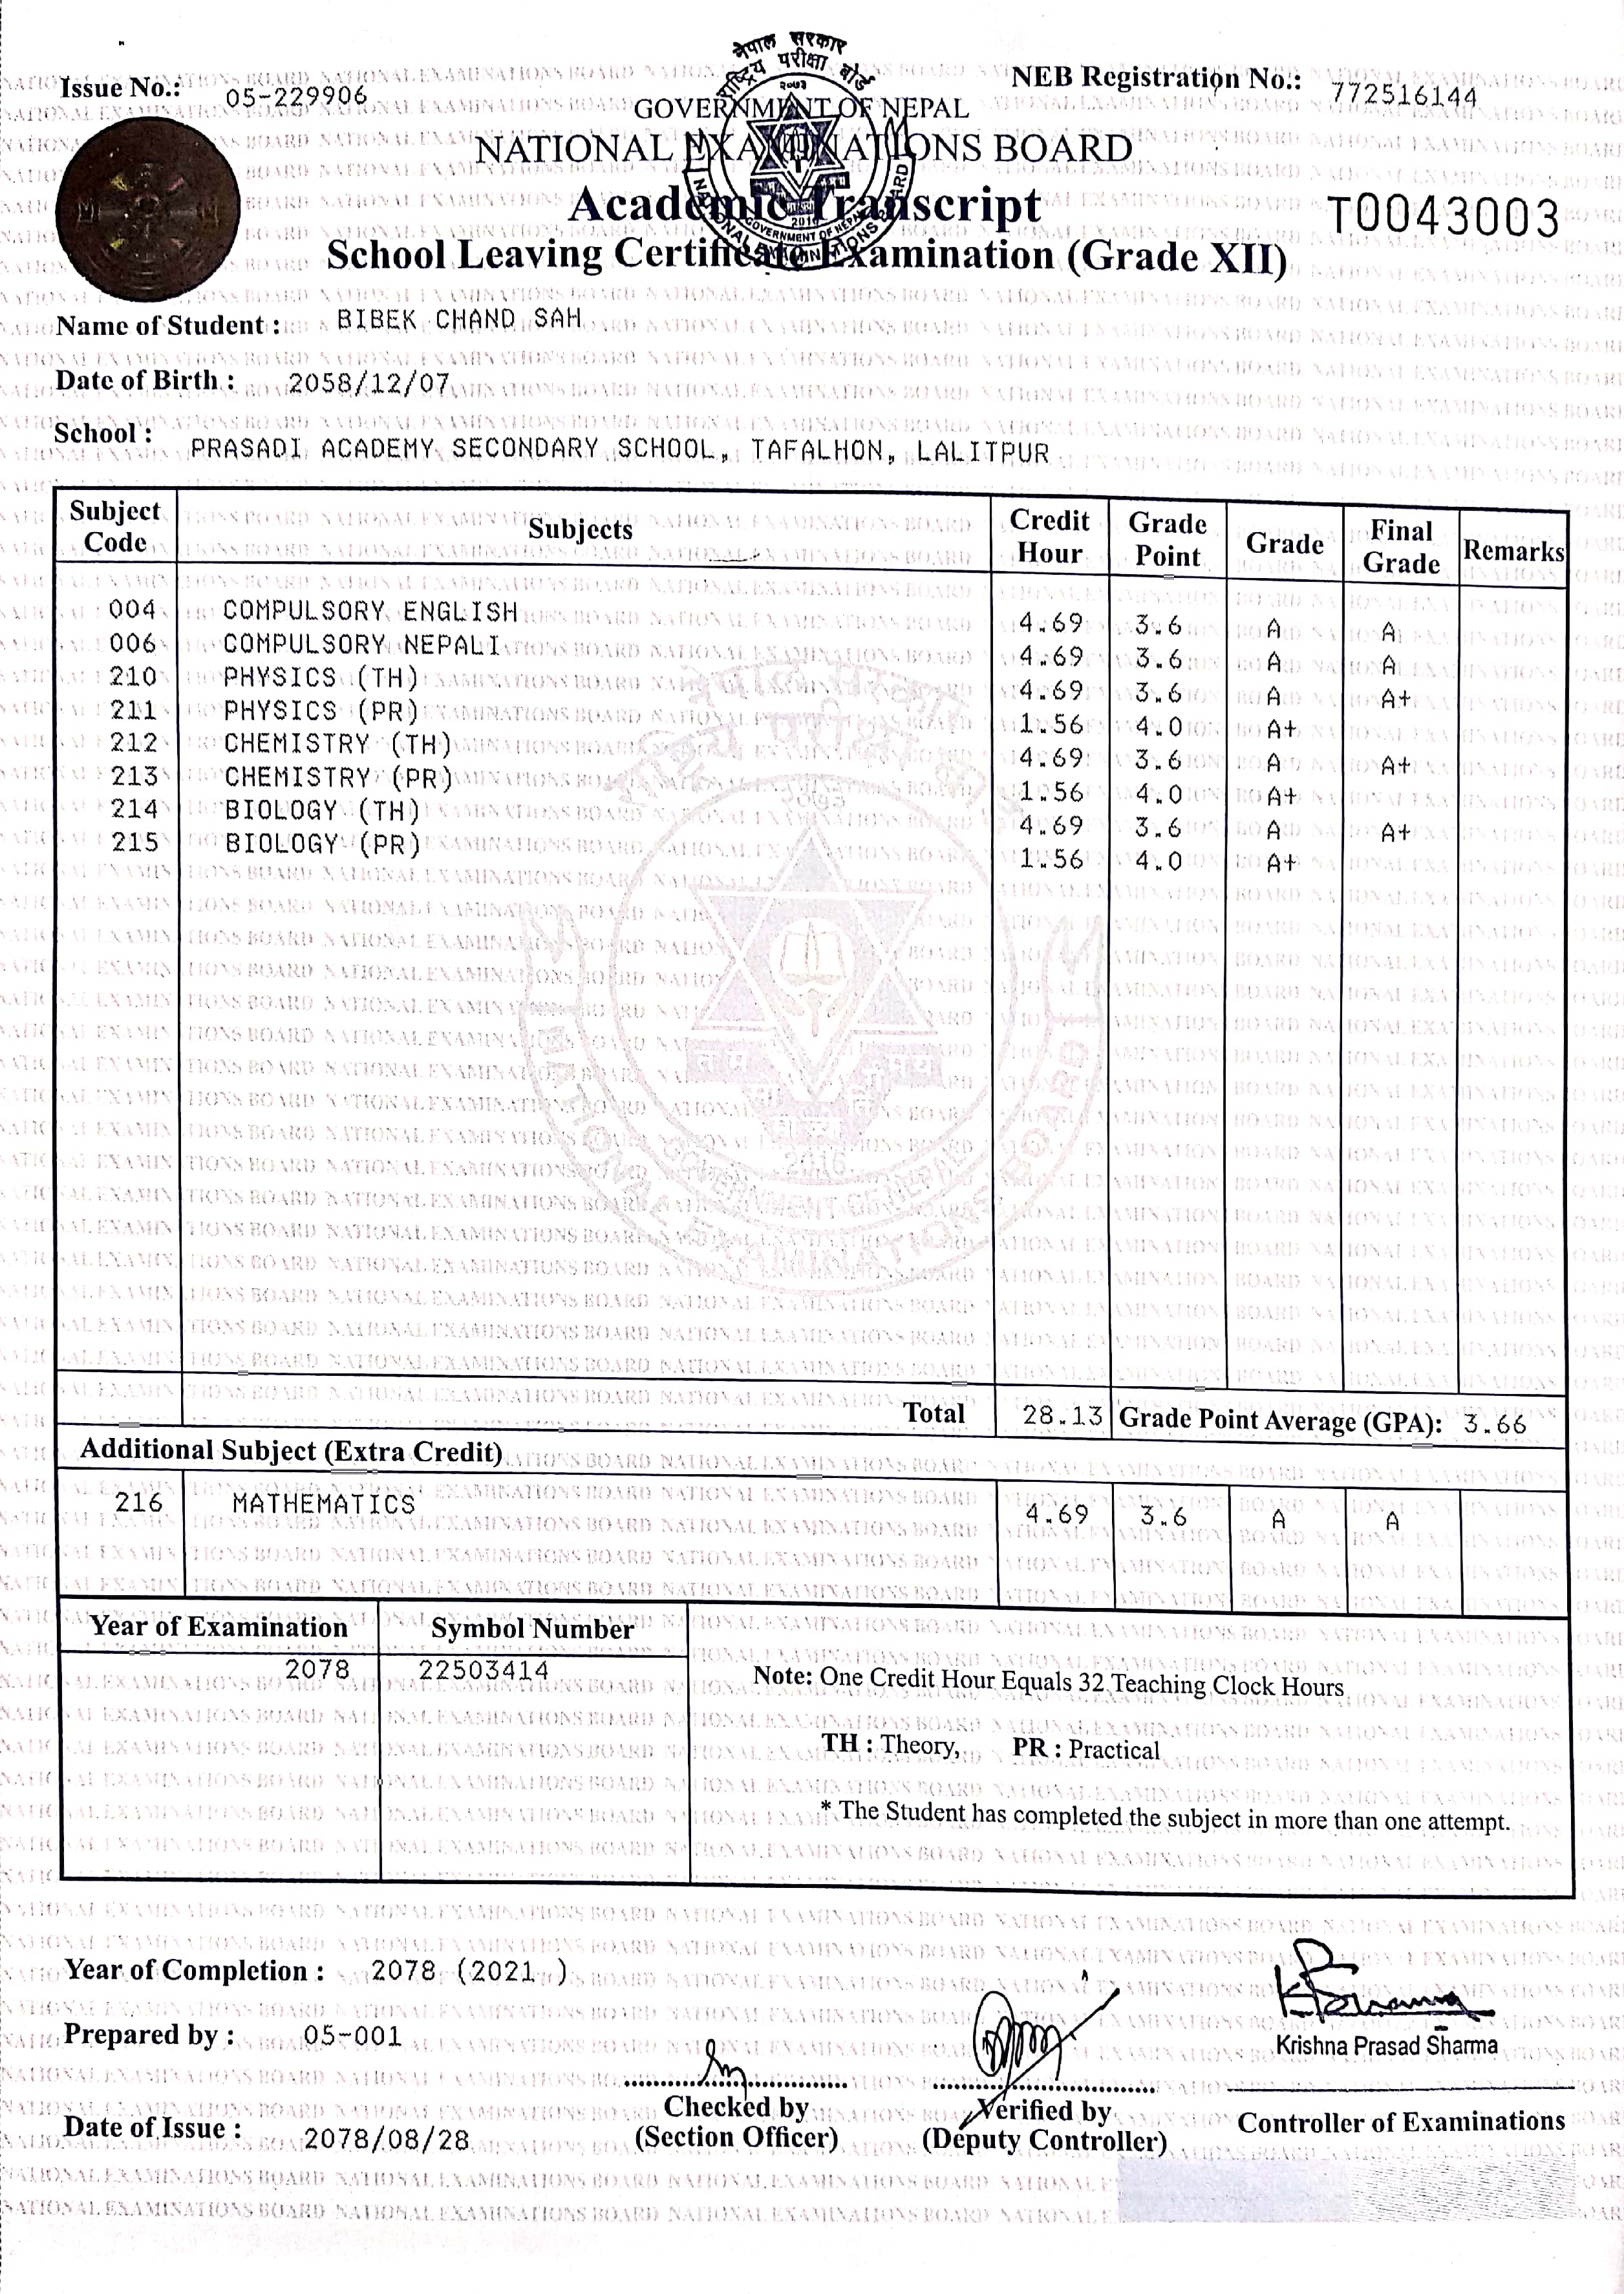 नेपाल सरकार
राष्ट्रिय परीक्षा बोर्ड
२०७३
Issue No.: 05-229906
NEB Registration No.: 772516144
GOVERNMENT OF NEPAL
NATIONAL EXAMINATIONS BOARD
Academic Transcript
T0043003
School Leaving Certificate Examination (Grade XII)
Name of Student : BIBEK CHAND SAH
Date of Birth : 2058/12/07
School : PRASADI ACADEMY SECONDARY SCHOOL, TAFALHON, LALITPUR
Subject Code Subjects Credit Hour Grade Point Grade Final Grade Remarks
004 COMPULSORY ENGLISH 4.69 3.6 A A
006 COMPULSORY NEPALI 4.69 3.6 A A
210 PHYSICS (TH) 4.69 3.6 A A+
211 PHYSICS (PR) 1.56 4.0 A+
212 CHEMISTRY (TH) 4.69 3.6 A A+
213 CHEMISTRY (PR) 1.56 4.0 A+
214 BIOLOGY (TH) 4.69 3.6 A A+
215 BIOLOGY (PR) 1.56 4.0 A+
Total 28.13 Grade Point Average (GPA): 3.66
Additional Subject (Extra Credit)
216 MATHEMATICS 4.69 3.6 A A
Year of Examination Symbol Number
2078 22503414
Note: One Credit Hour Equals 32 Teaching Clock Hours
TH : Theory, PR : Practical
* The Student has completed the subject in more than one attempt.
Year of Completion : 2078 (2021 )
Prepared by : 05-001
Krishna Prasad Sharma
Checked by
(Section Officer)
Verified by
(Deputy Controller)
Controller of Examinations
Date of Issue : 2078/08/28